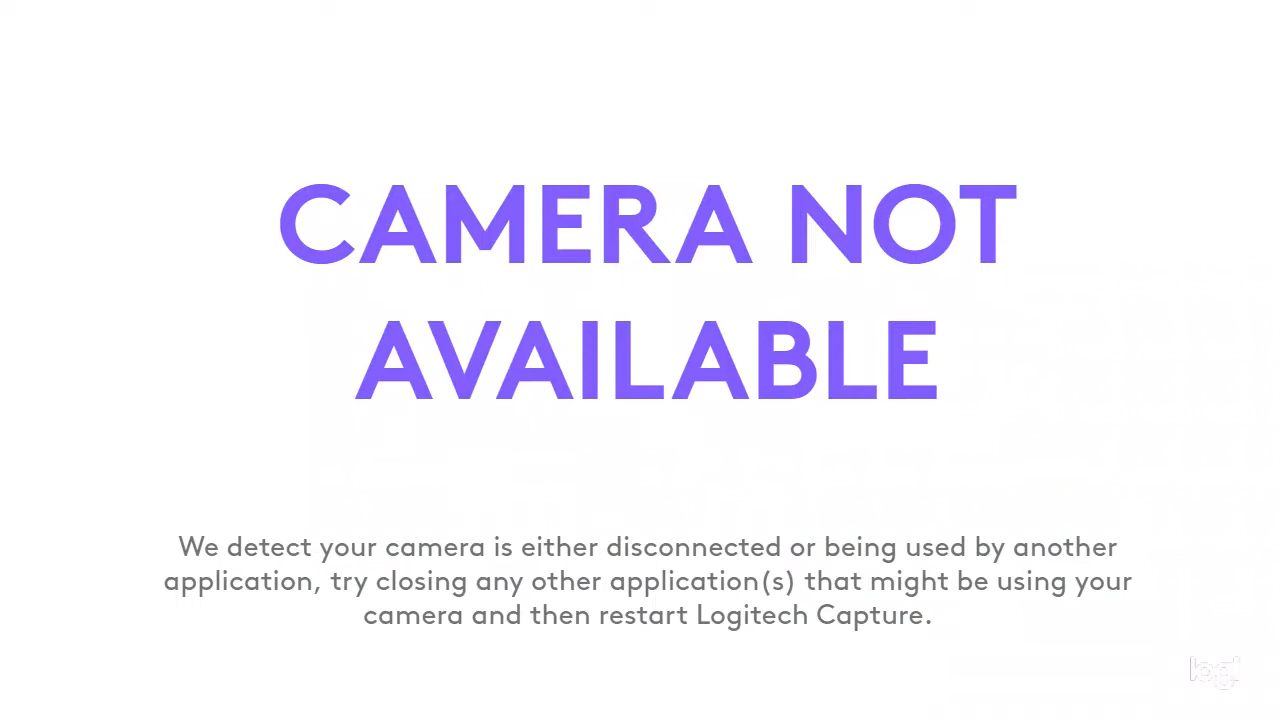 CAMERA NOT
AVAILABLE
We detect your camera is either disconnected or being used by another
application, try closing any other application(s) that might be using your
camera and then restart Logitech Capture.
logi